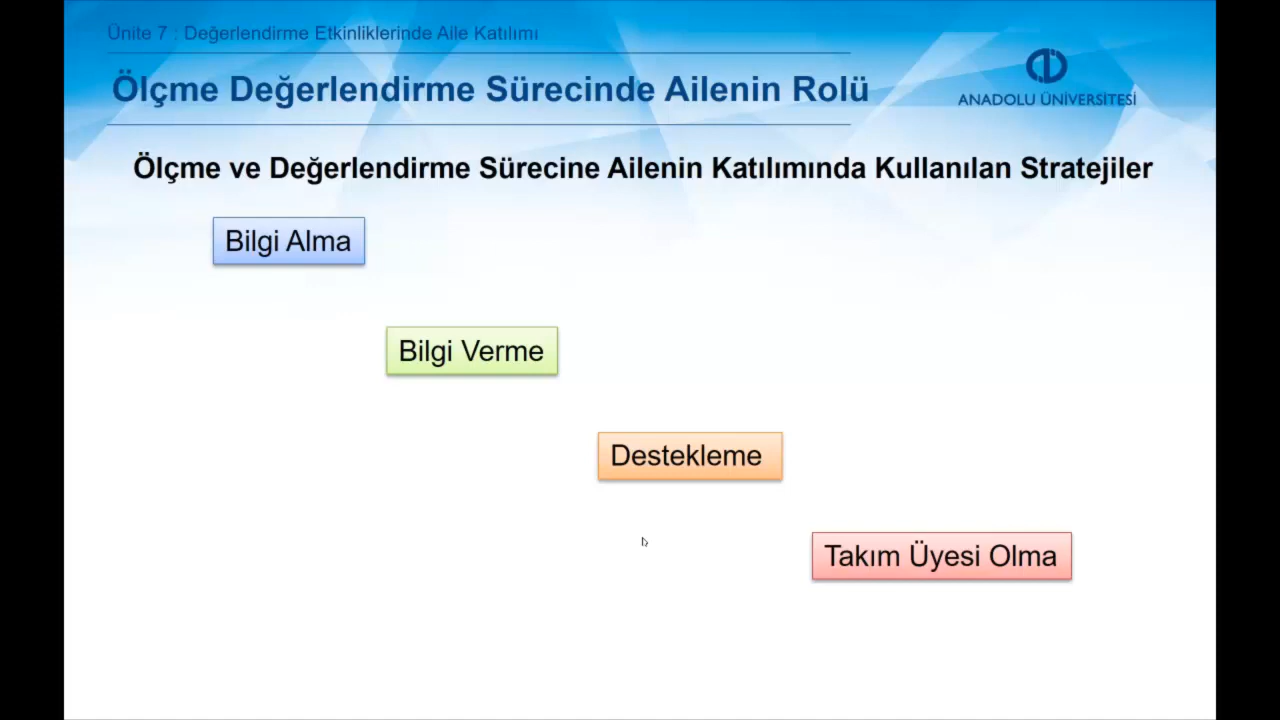 Ünite 7 : Değerlendirme Etkinliklerinde Aile Katılımı
Ölçme Değerlendirme Sürecinde Ailenin Rolü
ANADOLU ÜNİVERSİTESİ
Ölçme ve Değerlendirme Sürecine Ailenin Katılımında Kullanılan Stratejiler
Bilgi Alma
Bilgi Verme
Destekleme
Takım Üyesi Olma